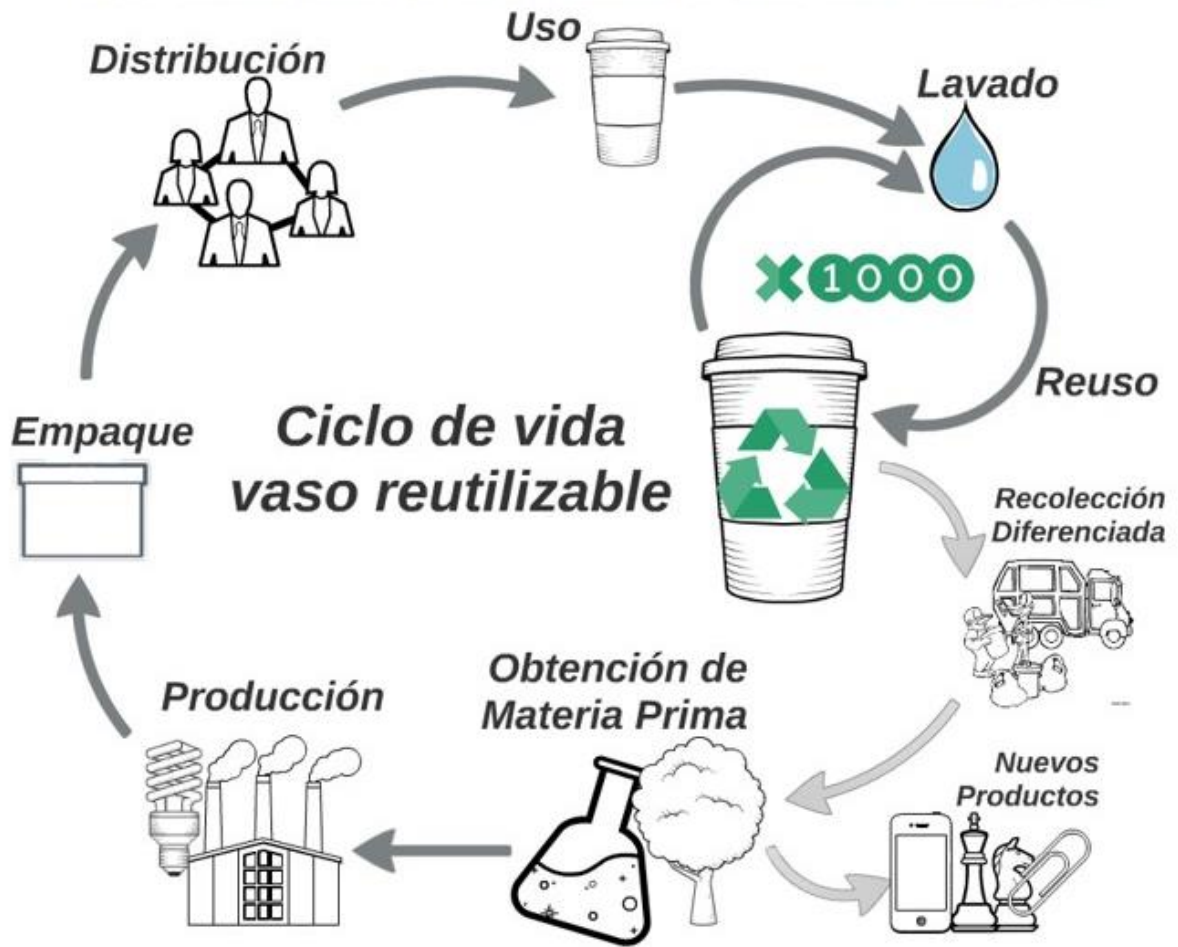 Uso
Distribución
Lavado
X1000
Reuso
Empaque
Ciclo de vida
vaso reutilizable
Recolección
Diferenciada
Obtención de
Materia Prima
Producción
Nuevos
Productos